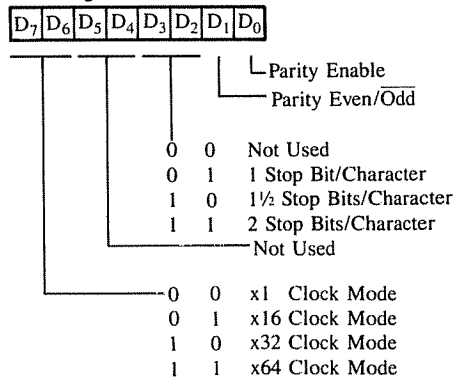 D7 D6 D5 D4 D3 D2 D1 D0
Parity Enable
Parity Even/Odd
0 0 Not Used
0 1 1 Stop Bit/Character
1 0 1½ Stop Bits/Character
1 1 2 Stop Bits/Character
Not Used
0 0 x1 Clock Mode
0 1 x16 Clock Mode
1 0 x32 Clock Mode
1 1 x64 Clock Mode